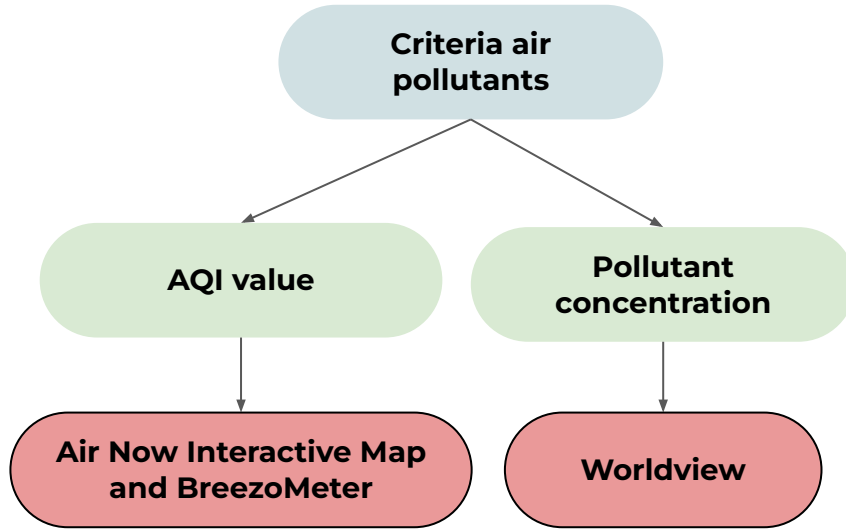 Criteria air
pollutants
AQI value
Pollutant
concentration
Air Now Interactive Map
and BreezoMeter
Worldview